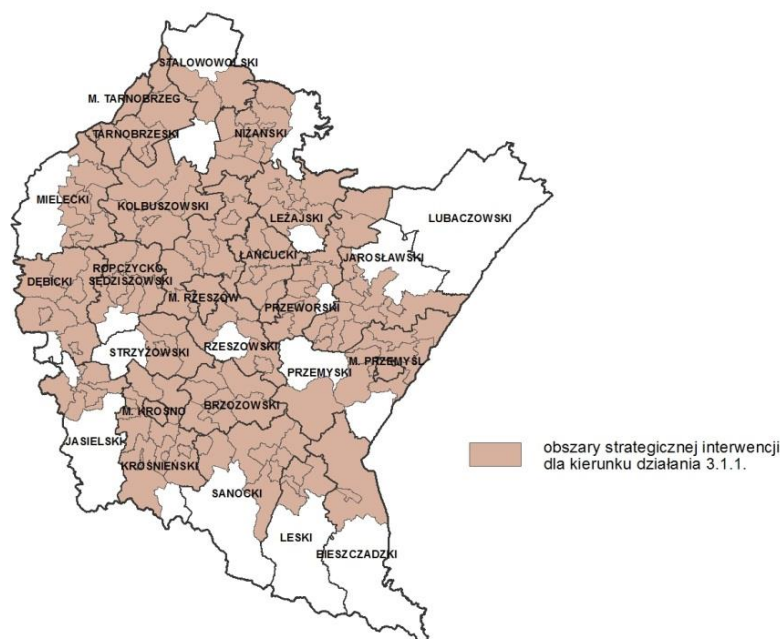 STALOWOWOLSKI
M. TARNOBRZEG
TARNOBRZESKI
NIŻAŃSKI
MIELECKI
KOLBUSZOWSKI
LEŻAJSKI
LUBACZOWSKI
ŁAŃCUCKI
JAROSŁAWSKI
DĘBICKI
ROPCZYCKO-
SĘDZISZOWSKI
M. RZESZÓW
PRZEWORSKI
STRZYŻOWSKI
RZESZOWSKI
PRZEMYSKI
M. PRZEMYŚL
M. KROSNO
BRZOZOWSKI
JASIELSKI
KROŚNIEŃSKI
SANOCKI
LESKI
BIESZCZADZKI
obszary strategicznej interwencji
dla kierunku działania 3.1.1.